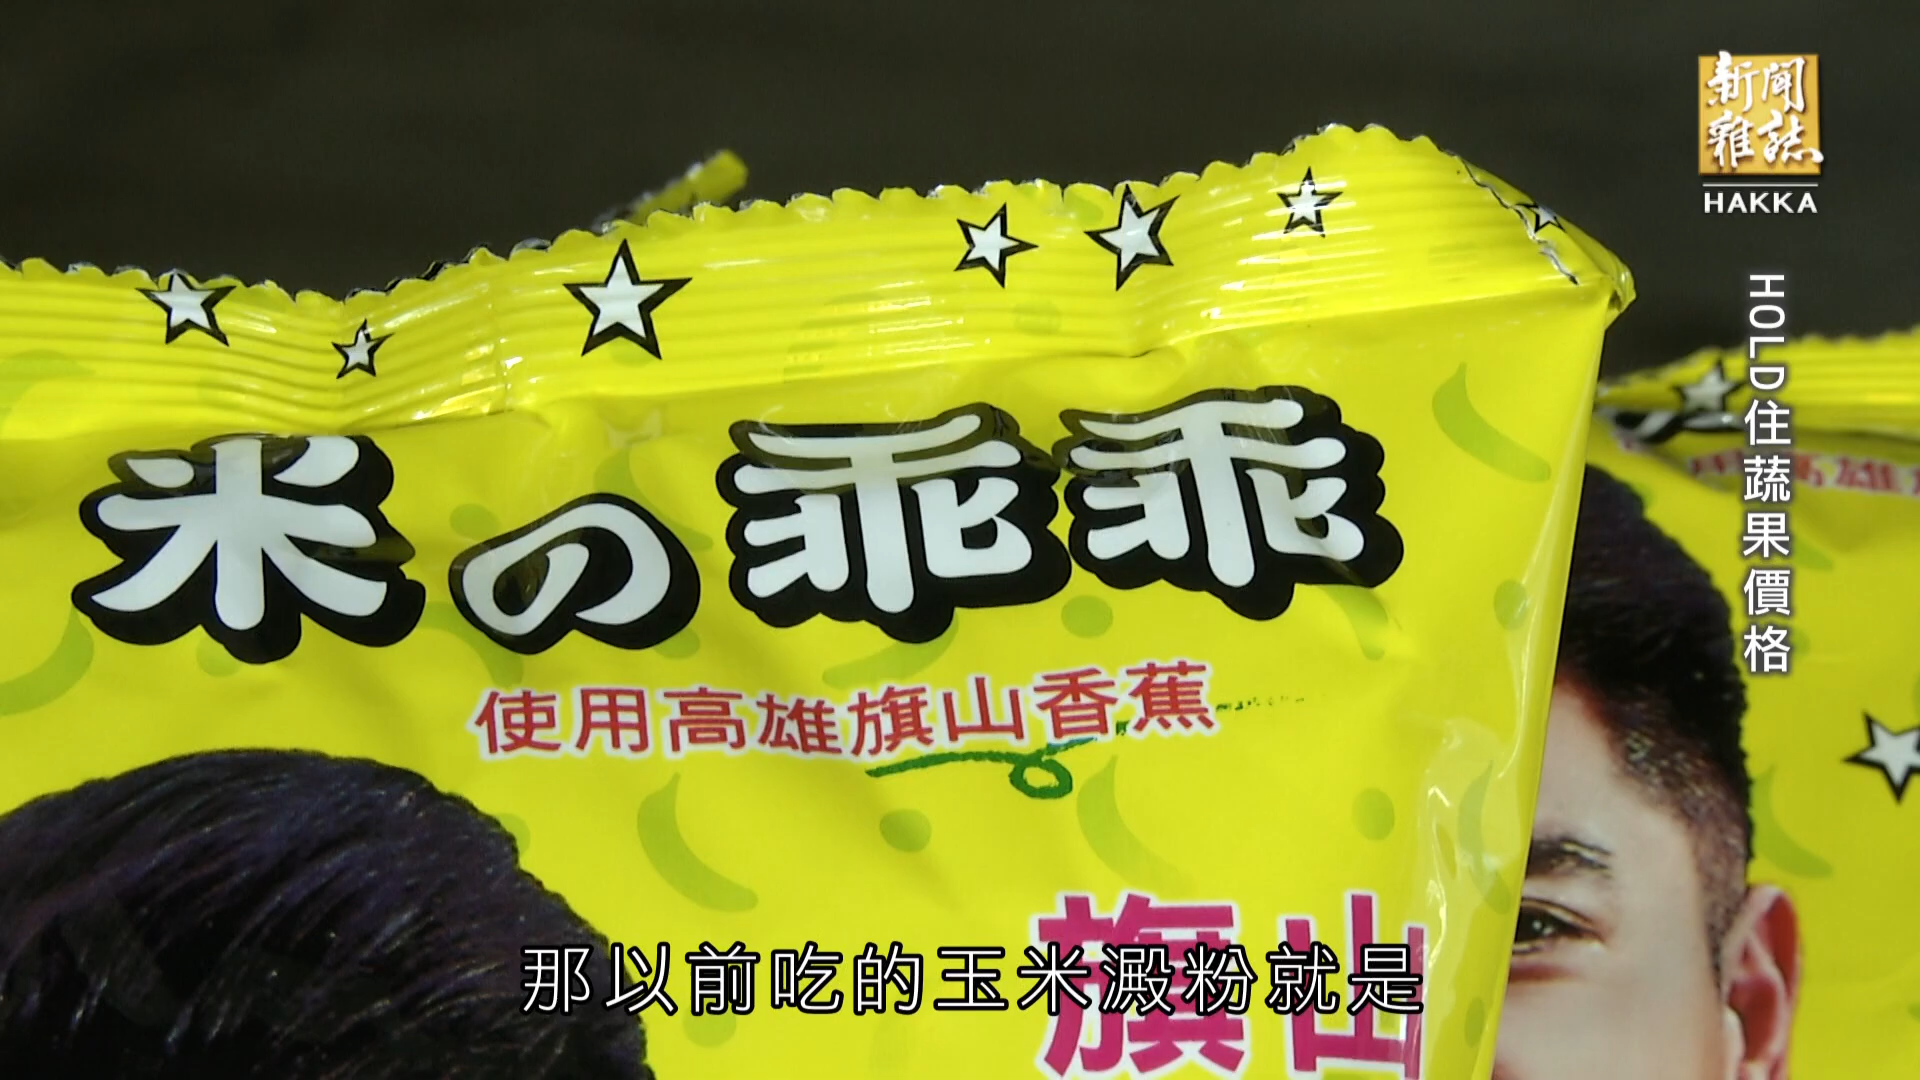 新聞
雜誌
HAKKA
HOLD住蔬果價格
米の乖乖
使用高雄旗山香蕉
旗山
那以前吃的玉米澱粉就是